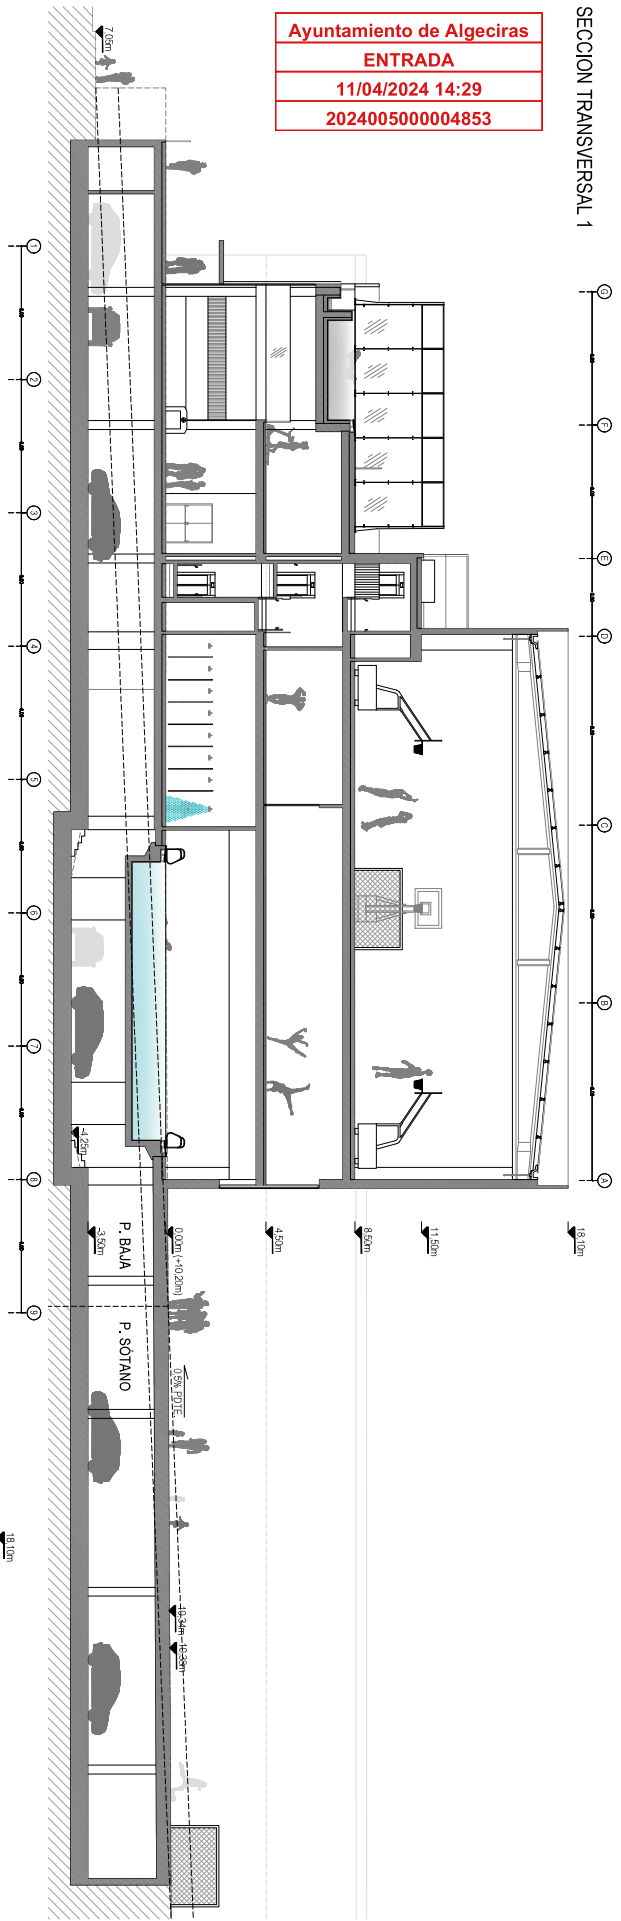 Ayuntamiento de Algeciras
ENTRADA
11/04/2024 14:29
2024005000004853
SECCION TRANSVERSAL 1
7.05m
G
F
E
D
C
B
A
1
2
3
4
5
6
7
8
9
18.10m
11.50m
8.50m
4.50m
0.00m (+10,20m)
-3.50m
-4.25m
P. BAJA
P. SÓTANO
0.5% PDTE.
18.10m